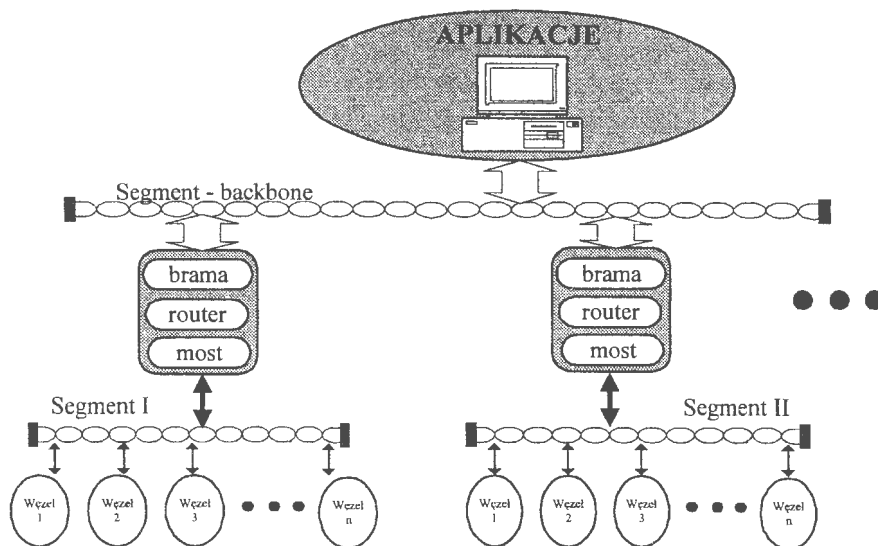 APLIKACJE
Segment - backbone
brama
router
most
brama
router
most
Segment I
Segment II
Węzeł
1
Węzeł
2
Węzeł
3
Węzeł
n
Węzeł
1
Węzeł
2
Węzeł
3
Węzeł
n